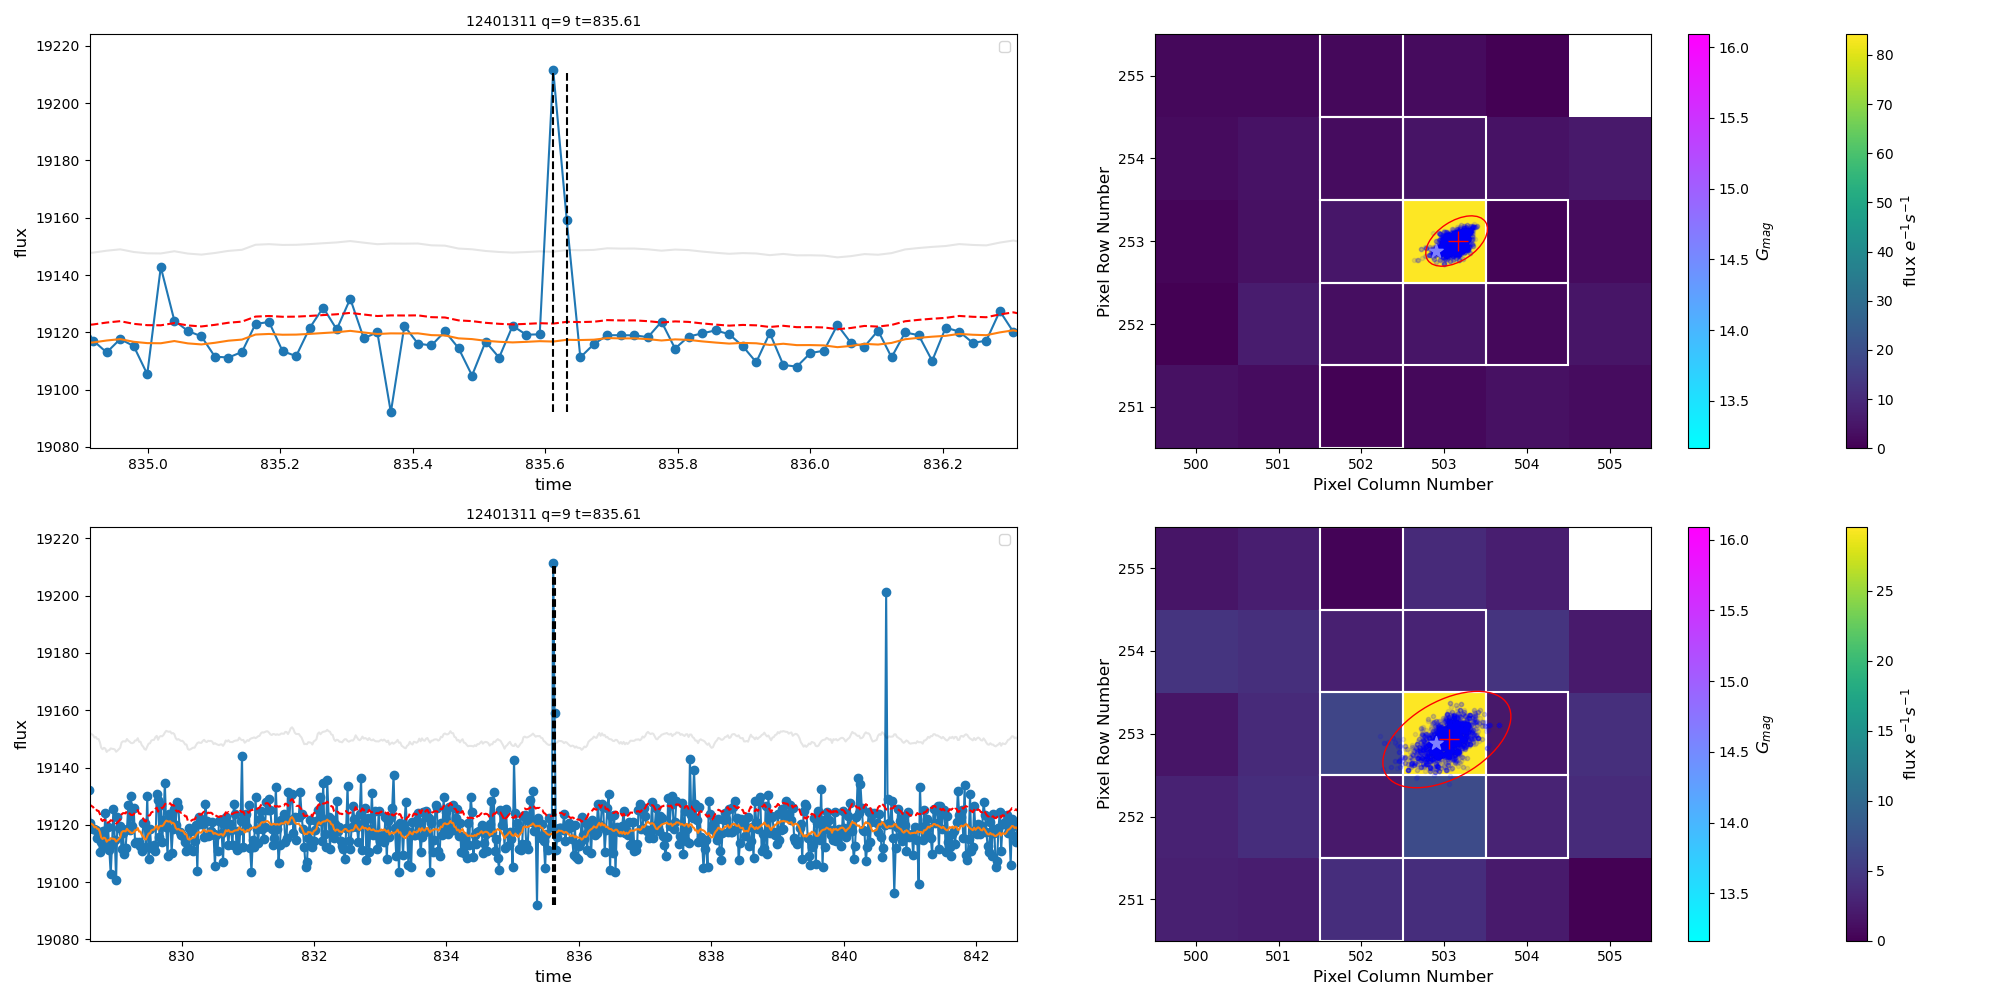 12401311 q=9 t=835.61
19220
19200
19180
19160
19140
19120
19100
19080
flux
835.0 835.2 835.4 835.6 835.8 836.0 836.2
time
255
254
253
252
251
Pixel Row Number
500 501 502 503 504 505
Pixel Column Number
16.0
15.5
15.0
14.5
14.0
13.5
G_mag
80
70
60
50
40
30
20
10
0
flux e⁻¹s⁻¹
12401311 q=9 t=835.61
19220
19200
19180
19160
19140
19120
19100
19080
flux
830 832 834 836 838 840 842
time
255
254
253
252
251
Pixel Row Number
500 501 502 503 504 505
Pixel Column Number
16.0
15.5
15.0
14.5
14.0
13.5
G_mag
25
20
15
10
5
0
flux e⁻¹s⁻¹